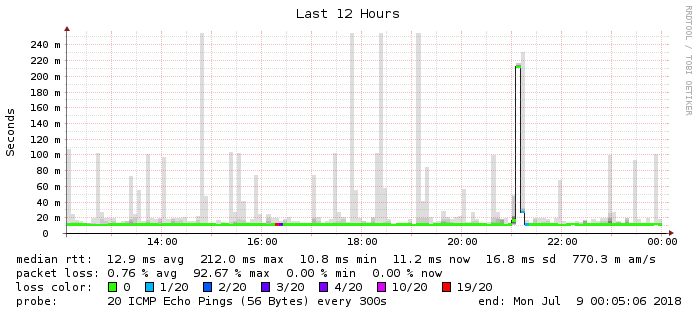 Last 12 Hours
RRDTOOL / TOBI OETIKER
Seconds
240 m
220 m
200 m
180 m
160 m
140 m
120 m
100 m
80 m
60 m
40 m
20 m
0
14:00 16:00 18:00 20:00 22:00 00:00
median rtt: 12.9 ms avg 212.0 ms max 10.8 ms min 11.2 ms now 16.8 ms sd 770.3 m am/s
packet loss: 0.76 % avg 92.67 % max 0.00 % min 0.00 % now
loss color: 0 1/20 2/20 3/20 4/20 10/20 19/20
probe: 20 ICMP Echo Pings (56 Bytes) every 300s end: Mon Jul 9 00:05:06 2018